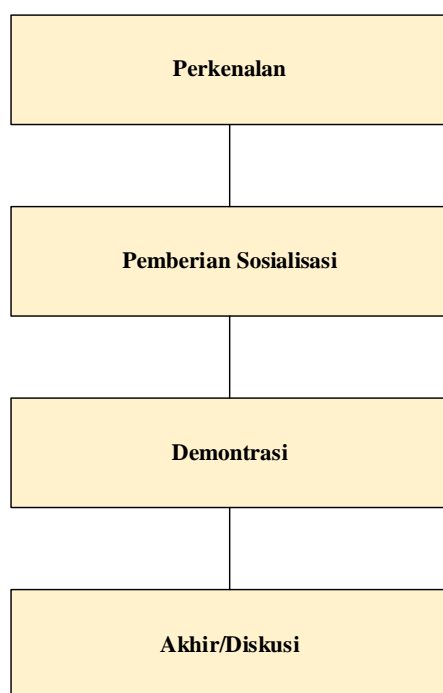 Perkenalan
Pemberian Sosialisasi
Demontrasi
Akhir/Diskusi